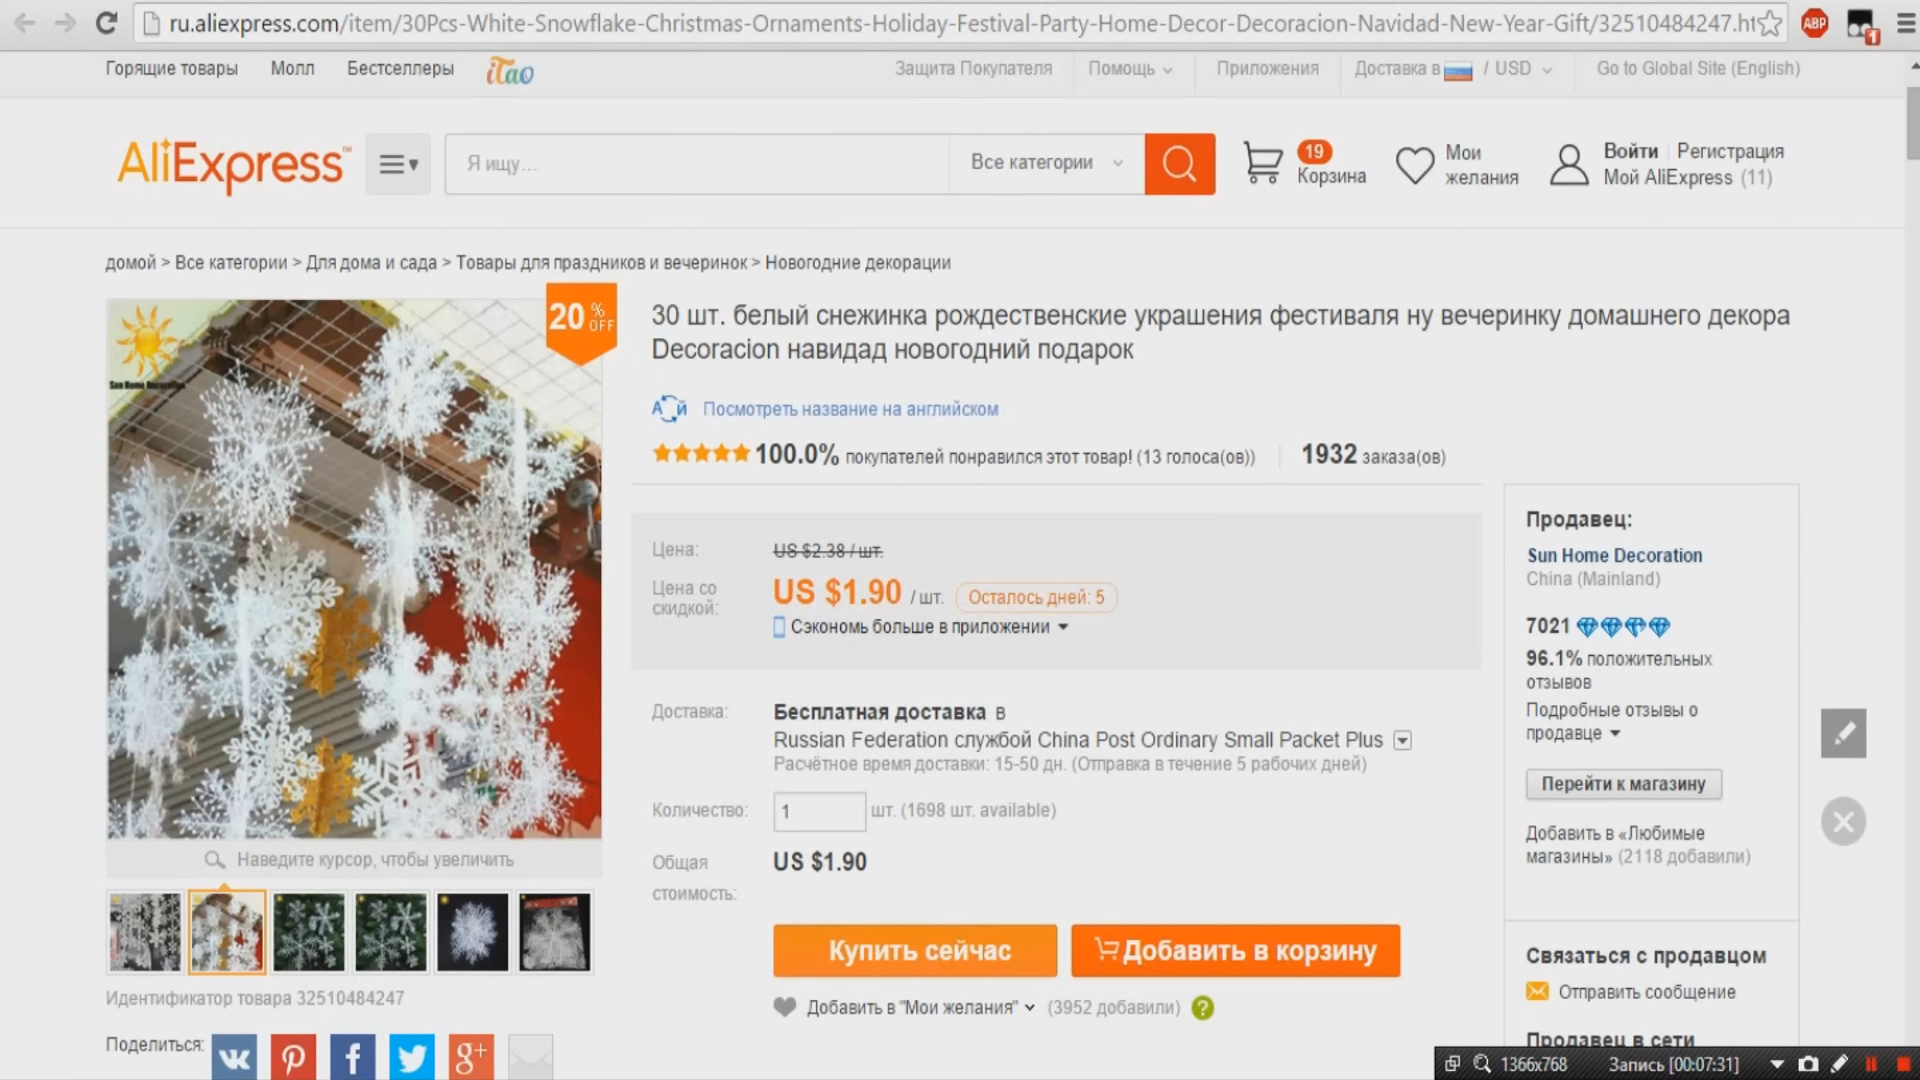 ru.aliexpress.com/item/30Pcs-White-Snowflake-Christmas-Ornaments-Holiday-Festival-Party-Home-Decor-Decoracion-Navidad-New-Year-Gift/32510484247.ht
ABP
1
Горящие товары Молл Бестселлеры iTao Защита Покупателя Помощь Приложения Доставка в / USD Go to Global Site (English)
AliExpress™ Я ищу... Все категории 19 Корзина Мои желания Войти Регистрация
Мой AliExpress (11)
домой > Все категории > Для дома и сада > Товары для праздников и вечеринок > Новогодние декорации
20 % OFF
Sun Home Decoration
30 шт. белый снежинка рождественские украшения фестиваля ну вечеринку домашнего декора
Decoracion навидад новогодний подарок
Посмотреть название на английском
100.0% покупателей понравился этот товар! (13 голоса(ов)) 1932 заказа(ов)
Цена: US $2.38 / шт.
Цена со скидкой: US $1.90 / шт. Осталось дней: 5
Сэкономь больше в приложении
Доставка: Бесплатная доставка в
Russian Federation службой China Post Ordinary Small Packet Plus
Расчётное время доставки: 15-50 дн. (Отправка в течение 5 рабочих дней)
Количество: 1 шт. (1698 шт. available)
Общая стоимость: US $1.90
Купить сейчас Добавить в корзину
Добавить в "Мои желания" (3952 добавили) ?
Наведите курсор, чтобы увеличить
Идентификатор товара 32510484247
Поделиться:
Продавец:
Sun Home Decoration
China (Mainland)
7021
96.1% положительных
отзывов
Подробные отзывы о
продавце
Перейти к магазину
Добавить в «Любимые
магазины» (2118 добавили)
Связаться с продавцом
Отправить сообщение
Продавец в сети
1366x768 Запись [00:07:31]